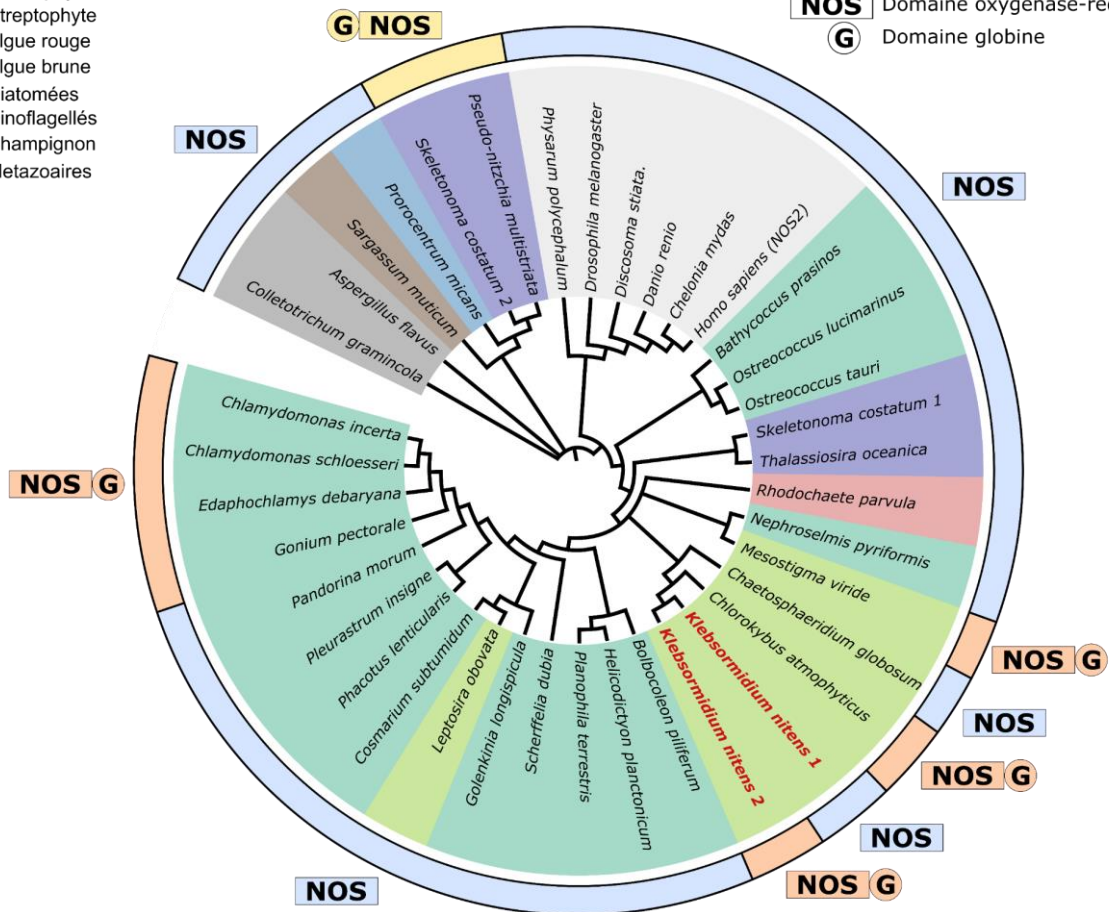 treptophyte
lgue rouge
lgue brune
iatomées
inoflagellés
hampignon
etazoaires
NOS Domaine oxygénase-réd
G Domaine globine
G NOS
NOS
NOS
NOS G
NOS G
NOS
NOS G
NOS
NOS G
NOS
Colletotrichum gramincola
Aspergillus flavus
Sargassum muticum
Prorocentrum micans
Skeletonoma costatum 2
Pseudo-nitzchia multistriata
Physarum polycephalum
Drosophila melanogaster
Discosoma stiata.
Danio renio
Chelonia mydas
Homo sapiens (NOS2)
Bathycoccus prasinos
Ostreococcus lucimarinus
Ostreococcus tauri
Skeletonoma costatum 1
Thalassiosira oceanica
Rhodochaete parvula
Nephroselmis pyriformis
Mesostigma viride
Chaetosphaeridium globosum
Chlorokybus atmophyticus
Klebsormidium nitens 1
Klebsormidium nitens 2
Bolbocoleon piliferum
Helicodictyon planctonicum
Planophila terrestris
Scherffelia dubia
Golenkinia longispicula
Leptosira obovata
Cosmarium subtumidum
Phacotus lenticularis
Pleurastrum insigne
Pandorina morum
Gonium pectorale
Edaphochlamys debaryana
Chlamydomonas schloesseri
Chlamydomonas incerta